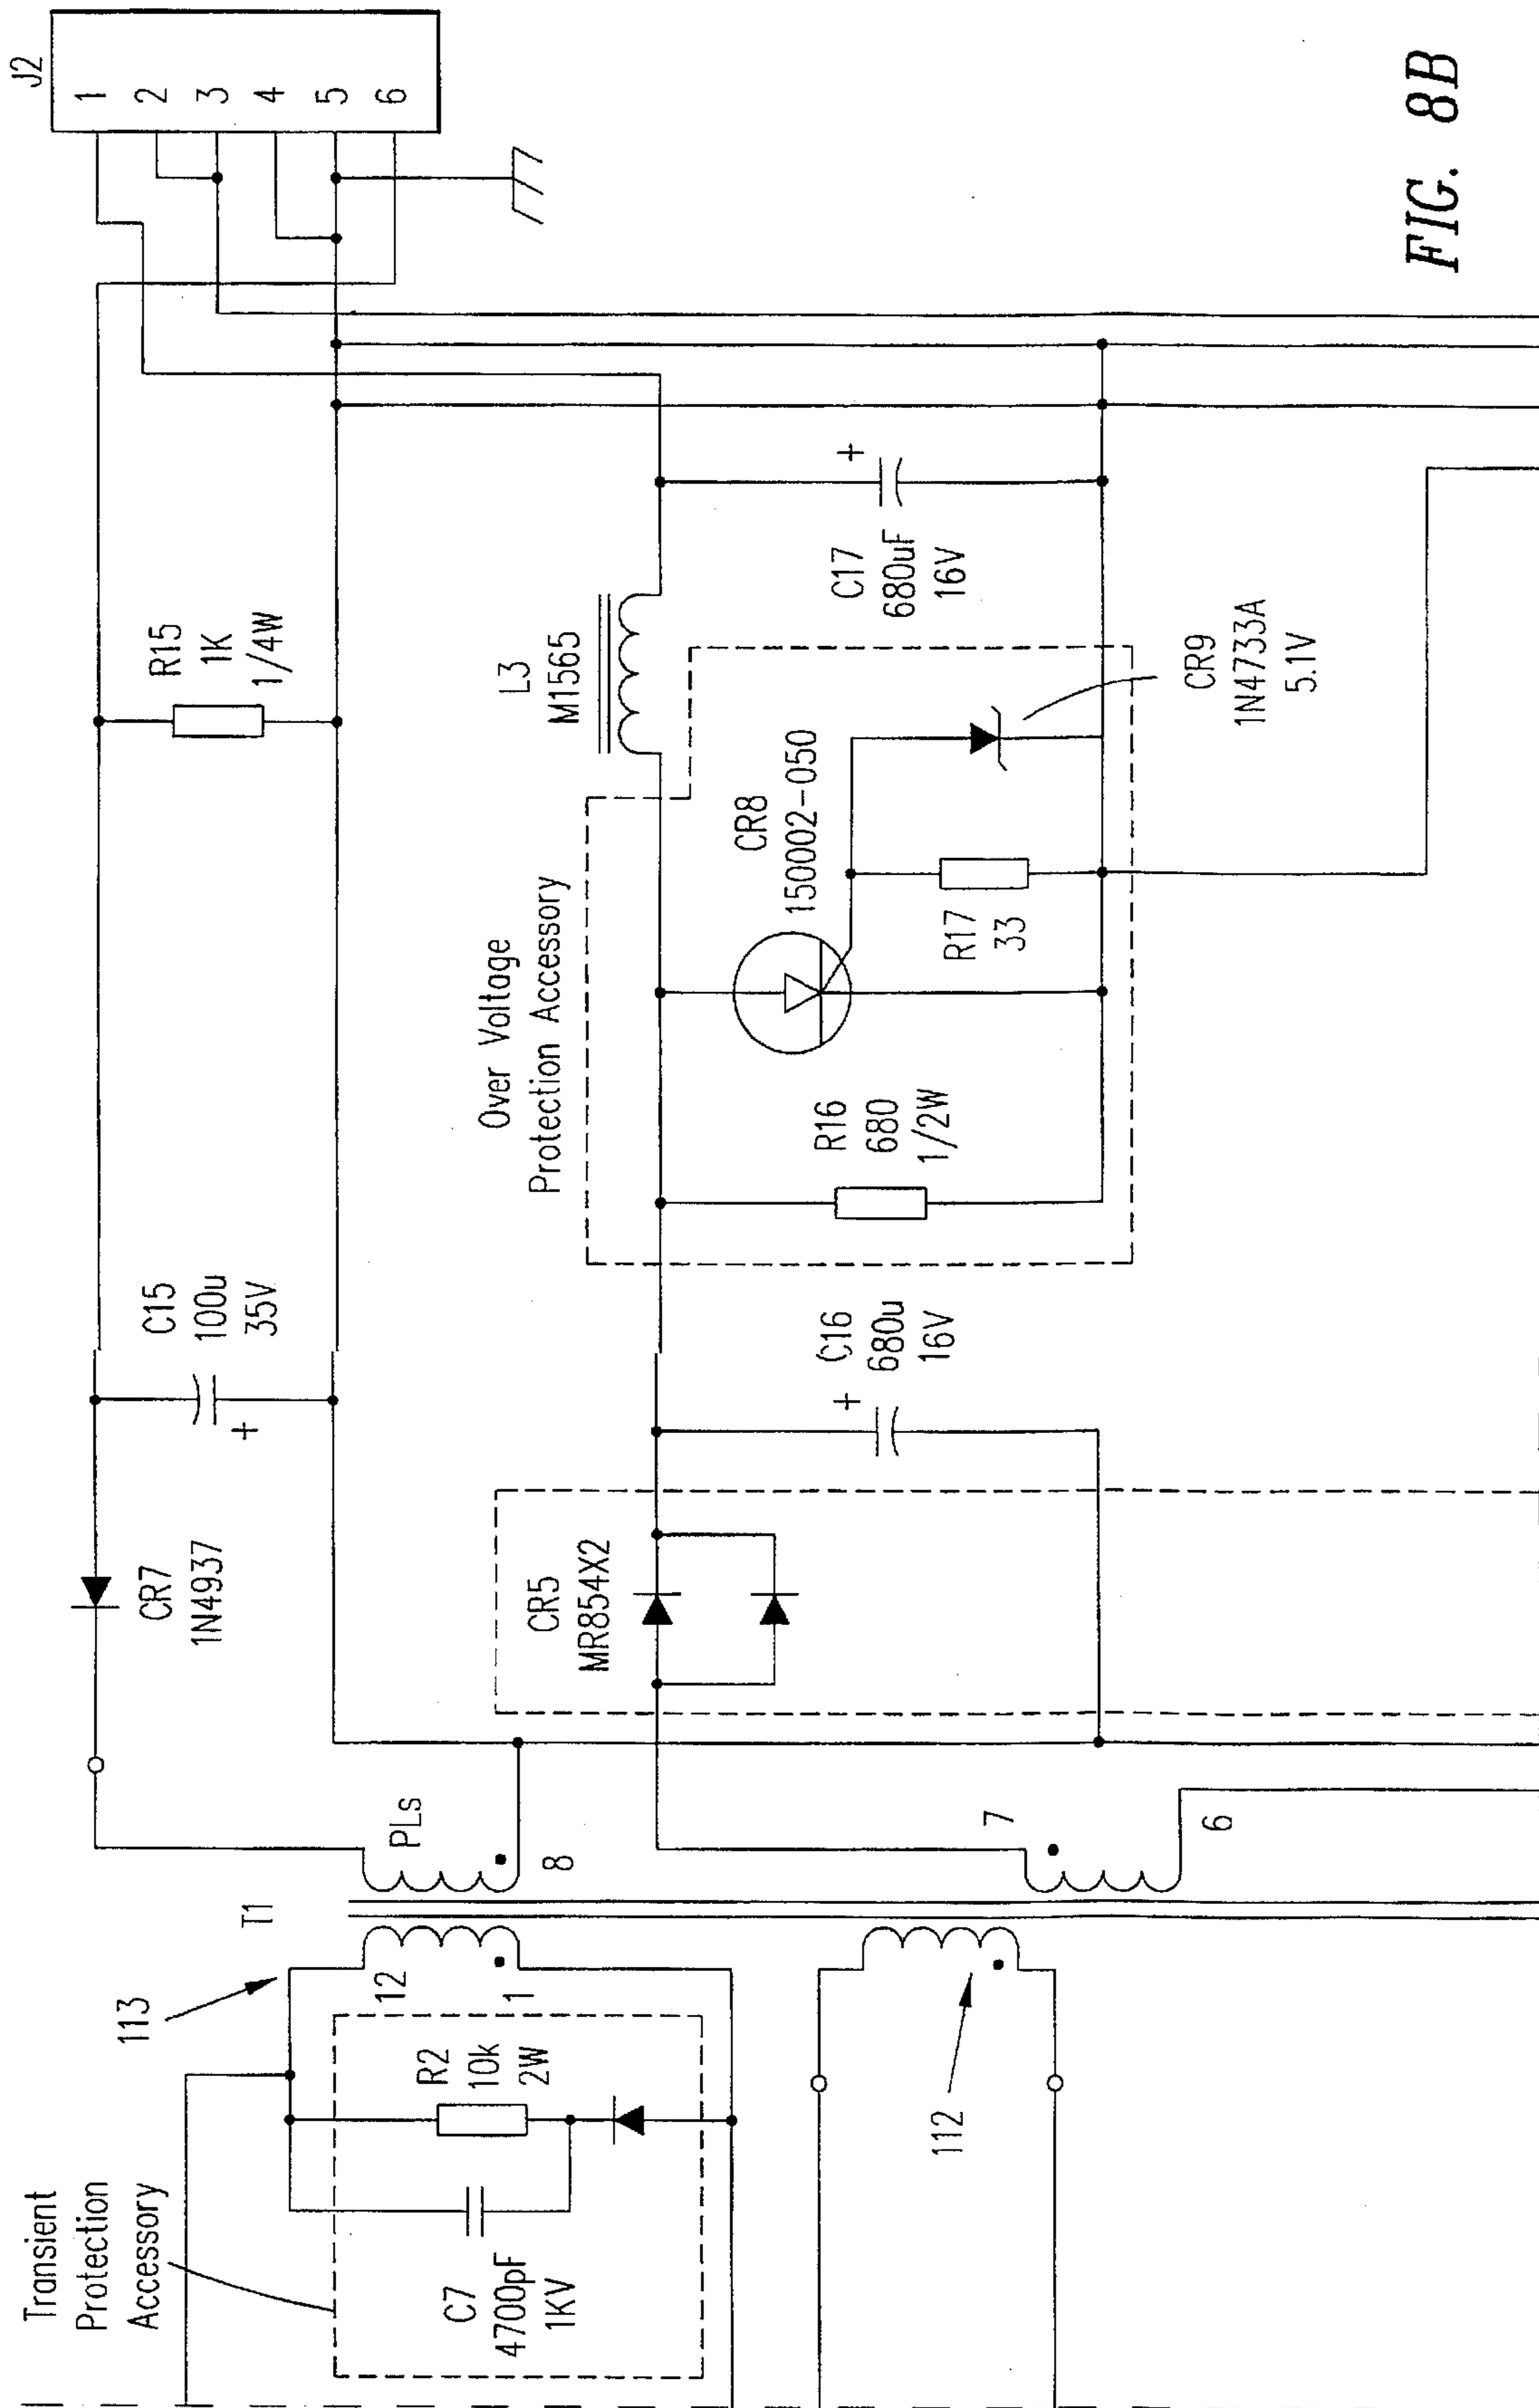 J2
1
2
3
4
5
6
R15
1K
1/4W
C15
100u
35V
CR7
1N4937
PLs
8
T1
113
12
1
Transient
Protection
Accessory
R2
10k
2W
C7
4700pF
1KV
112
7
6
CR5
MR854X2
C16
680u
16V
Over Voltage
Protection Accessory
R16
680
1/2W
CR8
150002-050
R17
33
L3
M1565
C17
680uF
16V
CR9
1N4733A
5.1V
+
+
+
FIG. 8B